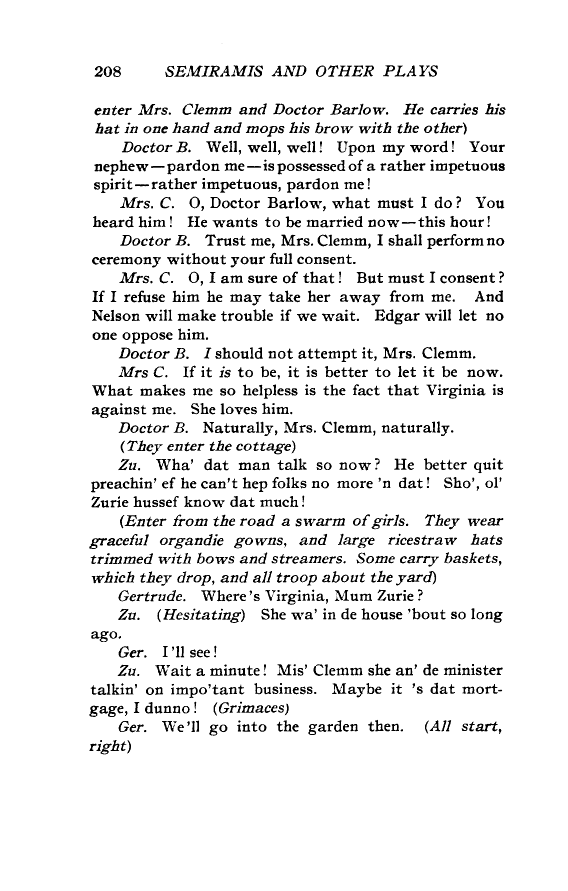 208 SEMIRAMIS AND OTHER PLAYS
enter Mrs. Clemm and Doctor Barlow. He carries his
hat in one hand and mops his brow with the other)
Doctor B. Well, well, well! Upon my word! Your
nephew—pardon me—is possessed of a rather impetuous
spirit—rather impetuous, pardon me!
Mrs. C. O, Doctor Barlow, what must I do? You
heard him! He wants to be married now—this hour!
Doctor B. Trust me, Mrs. Clemm, I shall perform no
ceremony without your full consent.
Mrs. C. O, I am sure of that! But must I consent?
If I refuse him he may take her away from me. And
Nelson will make trouble if we wait. Edgar will let no
one oppose him.
Doctor B. I should not attempt it, Mrs. Clemm.
Mrs C. If it is to be, it is better to let it be now.
What makes me so helpless is the fact that Virginia is
against me. She loves him.
Doctor B. Naturally, Mrs. Clemm, naturally.
(They enter the cottage)
Zu. Wha' dat man talk so now? He better quit
preachin' ef he can't hep folks no more 'n dat! Sho', ol'
Zurie hussef know dat much!
(Enter from the road a swarm of girls. They wear
graceful organdie gowns, and large ricestraw hats
trimmed with bows and streamers. Some carry baskets,
which they drop, and all troop about the yard)
Gertrude. Where's Virginia, Mum Zurie?
Zu. (Hesitating) She wa' in de house 'bout so long
ago.
Ger. I'll see!
Zu. Wait a minute! Mis' Clemm she an' de minister
talkin' on impo'tant business. Maybe it 's dat mort-
gage, I dunno! (Grimaces)
Ger. We'll go into the garden then. (All start,
right)